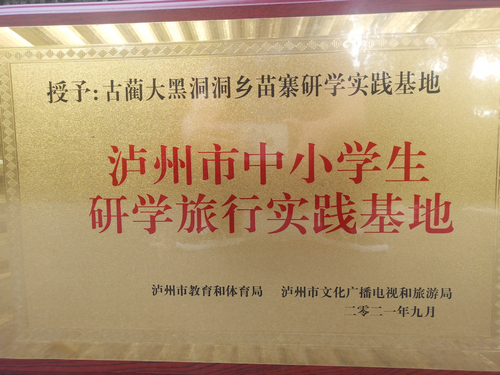 授予:古蔺大黑洞洞乡苗寨研学实践基地
泸州市中小学生
研学旅行实践基地
泸州市教育和体育局 泸州市文化广播电视和旅游局
二零二一年九月